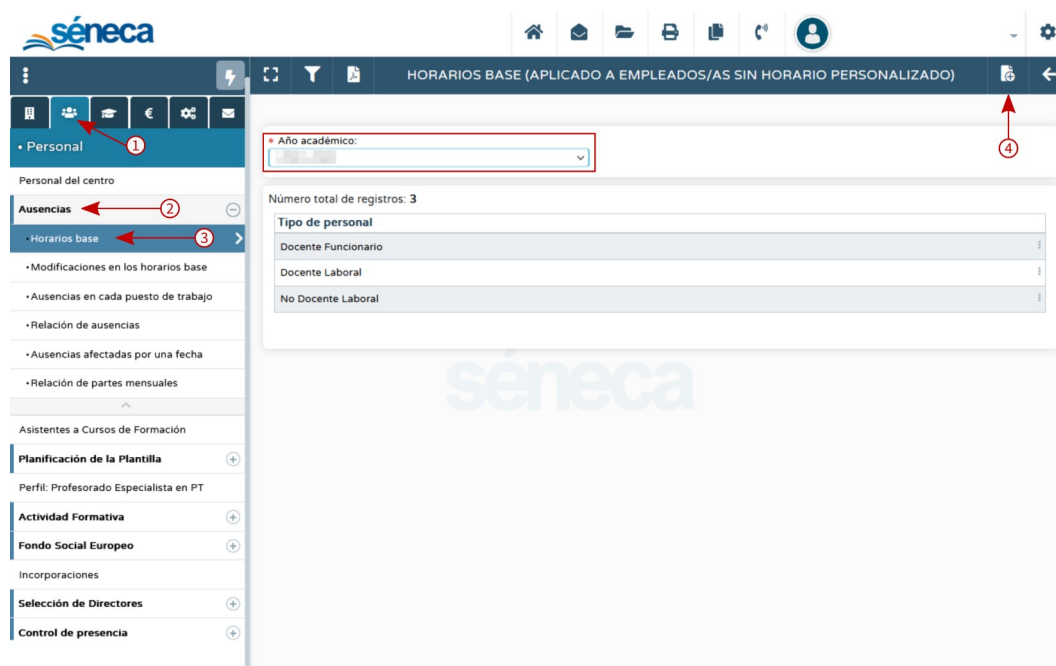 séneca
HORARIOS BASE (APLICADO A EMPLEADOS/AS SIN HORARIO PERSONALIZADO)
€
• Personal
1
4
* Año académico:
Personal del centro
Ausencias
2
• Horarios base
3
• Modificaciones en los horarios base
• Ausencias en cada puesto de trabajo
• Relación de ausencias
• Ausencias afectadas por una fecha
• Relación de partes mensuales
Asistentes a Cursos de Formación
Planificación de la Plantilla
Perfil: Profesorado Especialista en PT
Actividad Formativa
Fondo Social Europeo
Incorporaciones
Selección de Directores
Control de presencia
Número total de registros: 3
Tipo de personal
Docente Funcionario
Docente Laboral
No Docente Laboral
séneca